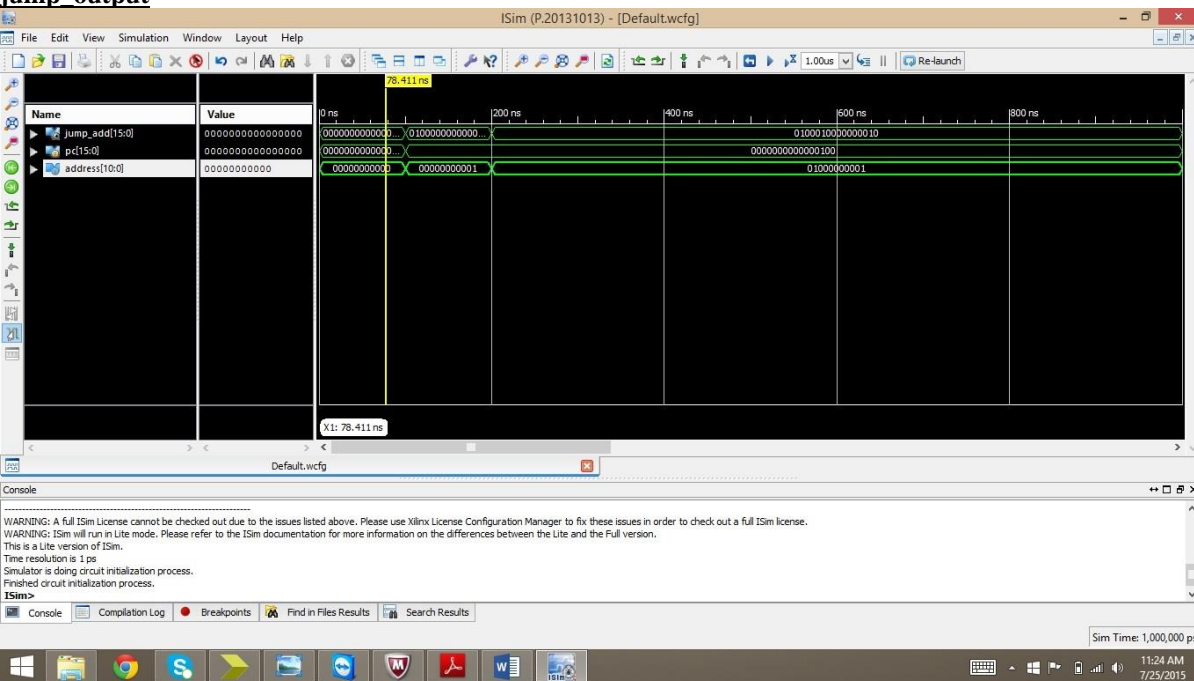 jump_output
ISim (P.20131013) - [Default.wcfg]
File Edit View Simulation Window Layout Help
1.00us Re-launch
78.411 ns
Name Value 0 ns 200 ns 400 ns 600 ns 800 ns
jump_add[15:0] 0000000000000000 000000000000... 0100000000000... 0100010000000010
pc[15:0] 0000000000000000 000000000000... 0000000000000100
address[10:0] 00000000000 00000000000 00000000001 01000000001
X1: 78.411 ns
Default.wcfg
Console
WARNING: A full ISim License cannot be checked out due to the issues listed above. Please use Xilinx License Configuration Manager to fix these issues in order to check out a full ISim license.
WARNING: ISim will run in Lite mode. Please refer to the ISim documentation for more information on the differences between the Lite and the Full version.
This is a Lite version of ISim.
Time resolution is 1 ps
Simulator is doing circuit initialization process.
Finished circuit initialization process.
ISim>
Console Compilation Log Breakpoints Find in Files Results Search Results
Sim Time: 1,000,000 p
11:24 AM
7/25/2015